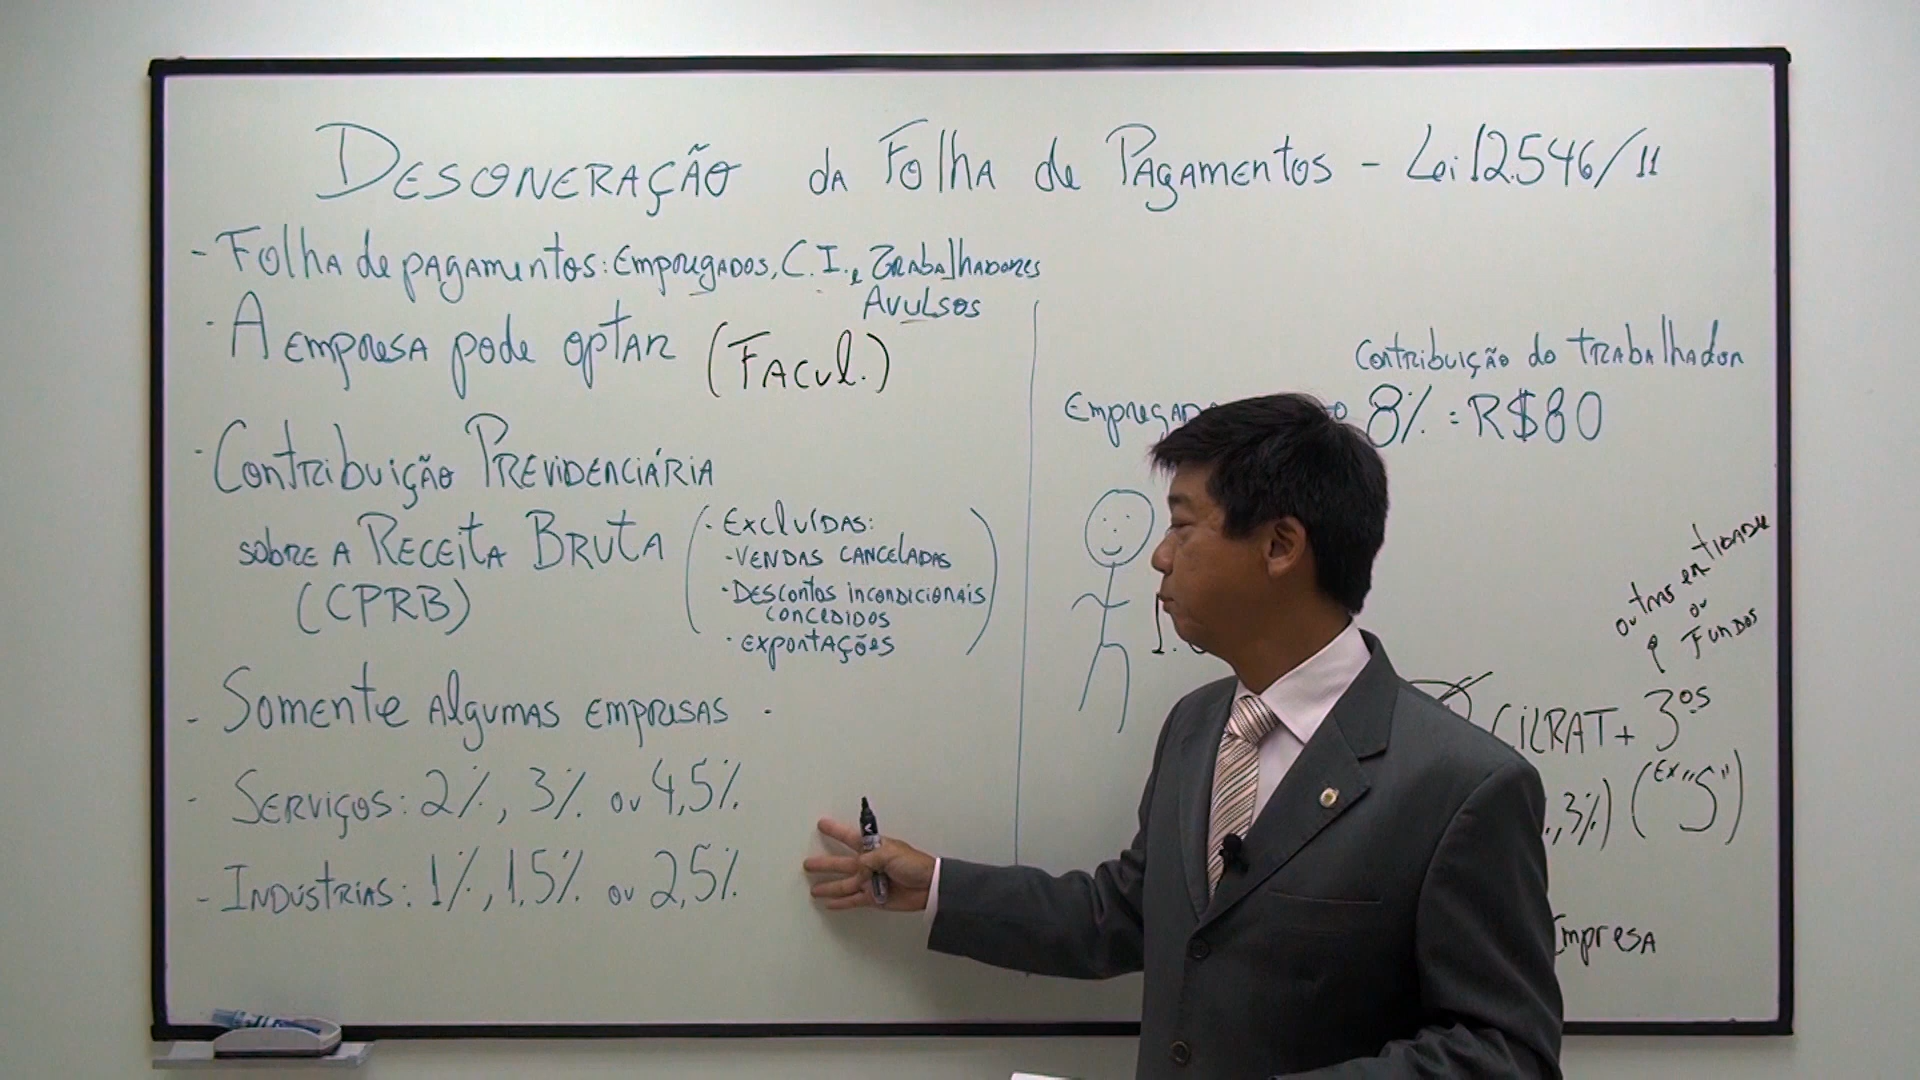 DESONERAÇÃO da Folha de Pagamentos - Lei 12.546/11
- Folha de pagamentos: Empregados, C.I. e Trabalhadores
Avulsos
· A empresa pode optar (Facul.)
· Contribuição Previdenciária
sobre a Receita Bruta
(CPRB)
· Excluídas:
- Vendas canceladas
· Descontos incondicionais
concedidos
· Exportações
- Somente algumas empresas
- Serviços: 2%, 3% ou 4,5%
- Indústrias: 1%, 1,5% ou 2,5%
Contribuição do trabalhador
8% = R$80
outras entidades
ou
Fundos
GILRAT + 3os
3%) (Ex "S")
Empresa